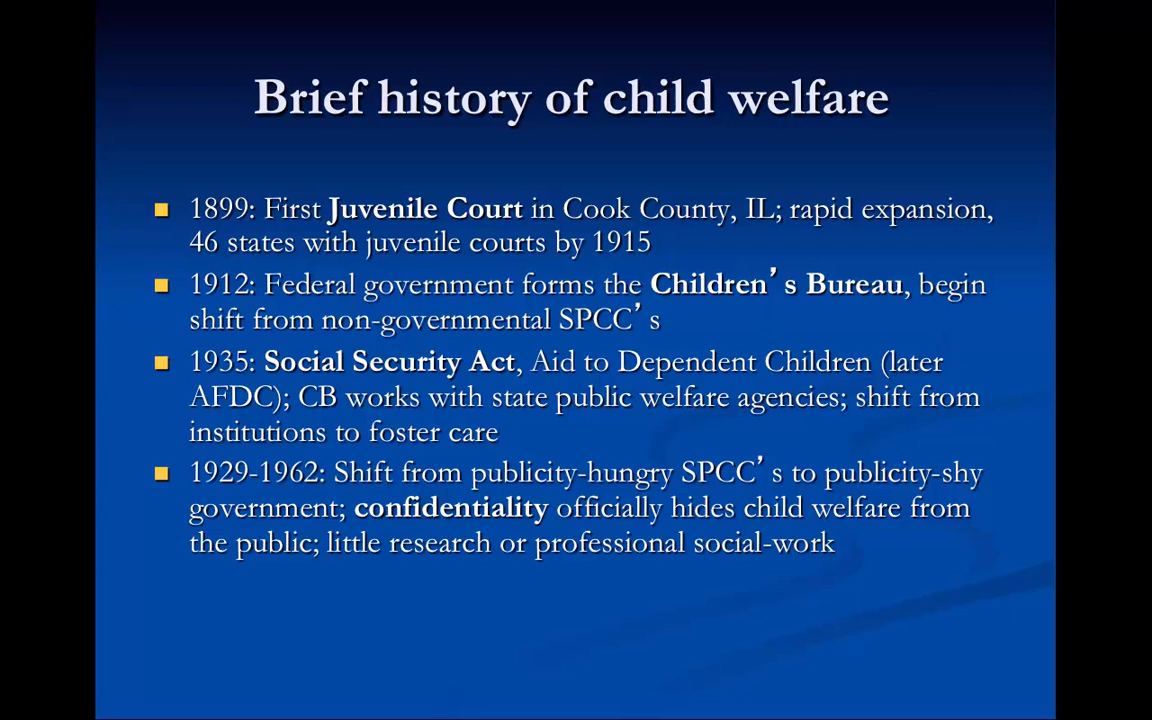 Brief history of child welfare
1899: First Juvenile Court in Cook County, IL; rapid expansion,
46 states with juvenile courts by 1915
1912: Federal government forms the Children’s Bureau, begin
shift from non-governmental SPCC’s
1935: Social Security Act, Aid to Dependent Children (later
AFDC); CB works with state public welfare agencies; shift from
institutions to foster care
1929-1962: Shift from publicity-hungry SPCC’s to publicity-shy
government; confidentiality officially hides child welfare from
the public; little research or professional social-work